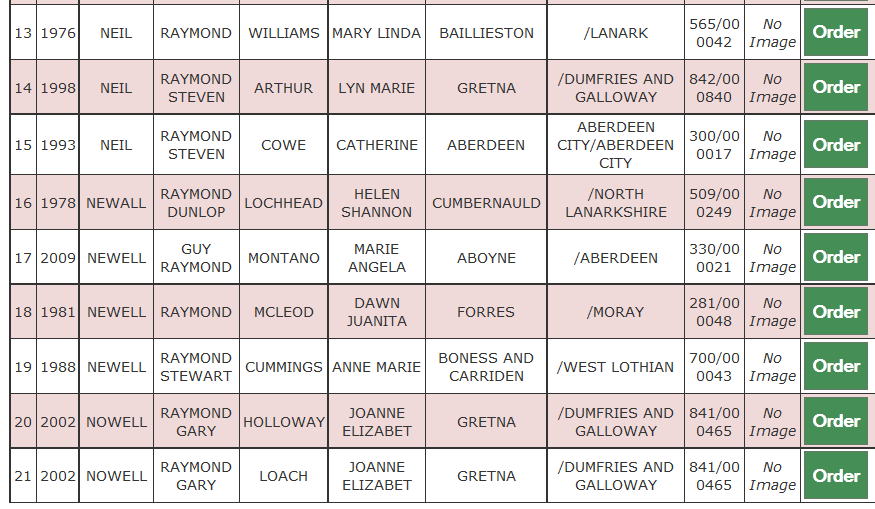 13 1976 NEIL RAYMOND WILLIAMS MARY LINDA BAILLIESTON /LANARK 565/00 0042 No Image Order
14 1998 NEIL RAYMOND STEVEN ARTHUR LYN MARIE GRETNA /DUMFRIES AND GALLOWAY 842/00 0840 No Image Order
15 1993 NEIL RAYMOND STEVEN COWE CATHERINE ABERDEEN ABERDEEN CITY/ABERDEEN CITY 300/00 0017 No Image Order
16 1978 NEWALL RAYMOND DUNLOP LOCHHEAD HELEN SHANNON CUMBERNAULD /NORTH LANARKSHIRE 509/00 0249 No Image Order
17 2009 NEWELL GUY RAYMOND MONTANO MARIE ANGELA ABOYNE /ABERDEEN 330/00 0021 No Image Order
18 1981 NEWELL RAYMOND MCLEOD DAWN JUANITA FORRES /MORAY 281/00 0048 No Image Order
19 1988 NEWELL RAYMOND STEWART CUMMINGS ANNE MARIE BONESS AND CARRIDEN /WEST LOTHIAN 700/00 0043 No Image Order
20 2002 NOWELL RAYMOND GARY HOLLOWAY JOANNE ELIZABET GRETNA /DUMFRIES AND GALLOWAY 841/00 0465 No Image Order
21 2002 NOWELL RAYMOND GARY LOACH JOANNE ELIZABET GRETNA /DUMFRIES AND GALLOWAY 841/00 0465 No Image Order